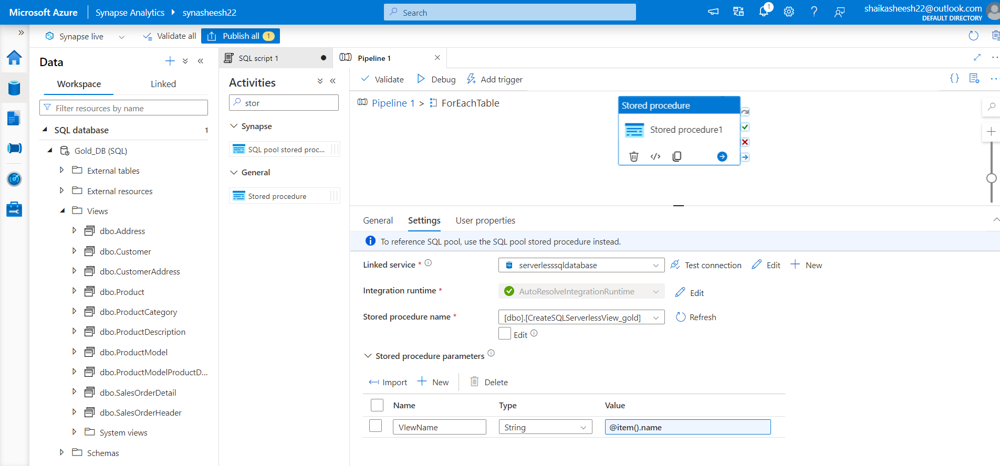 Microsoft Azure
Synapse Analytics
synasheesh22
Search
1
shaikasheesh22@outlook.com
DEFAULT DIRECTORY
Synapse live
Validate all
Publish all
1
Data
Workspace
Linked
Filter resources by name
SQL database
1
Gold_DB (SQL)
External tables
External resources
Views
dbo.Address
dbo.Customer
dbo.CustomerAddress
dbo.Product
dbo.ProductCategory
dbo.ProductDescription
dbo.ProductModel
dbo.ProductModelProductD...
dbo.SalesOrderDetail
dbo.SalesOrderHeader
System views
Schemas
SQL script 1
Pipeline 1
Activities
stor
Synapse
SQL pool stored proc...
General
Stored procedure
Validate
Debug
Add trigger
{}
Pipeline 1 > ForEachTable
Stored procedure
Stored procedure1
</>
General
Settings
User properties
To reference SQL pool, use the SQL pool stored procedure instead.
Linked service *
SQL
serverlesssqldatabase
Test connection
Edit
New
Integration runtime *
AutoResolveIntegrationRuntime
Edit
Stored procedure name *
[dbo].[CreateSQLServerlessView_gold]
Refresh
Edit
Stored procedure parameters
Import
New
Delete
Name
Type
Value
VIewName
String
@item().name